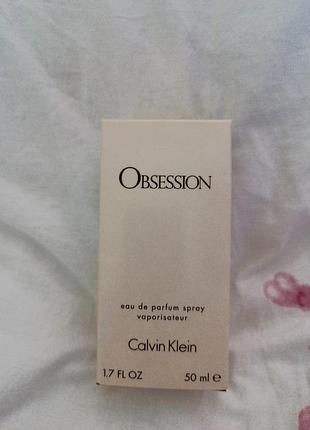 OBSESSION
eau de parfum spray
vaporisateur
Calvin Klein
1.7 FL OZ 50 ml ℮